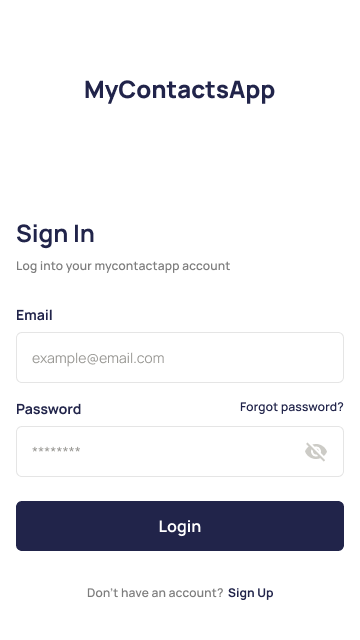 MyContactsApp
Sign In
Log into your mycontactapp account
Email
example@email.com
Password Forgot password?
********
Login
Don't have an account? Sign Up